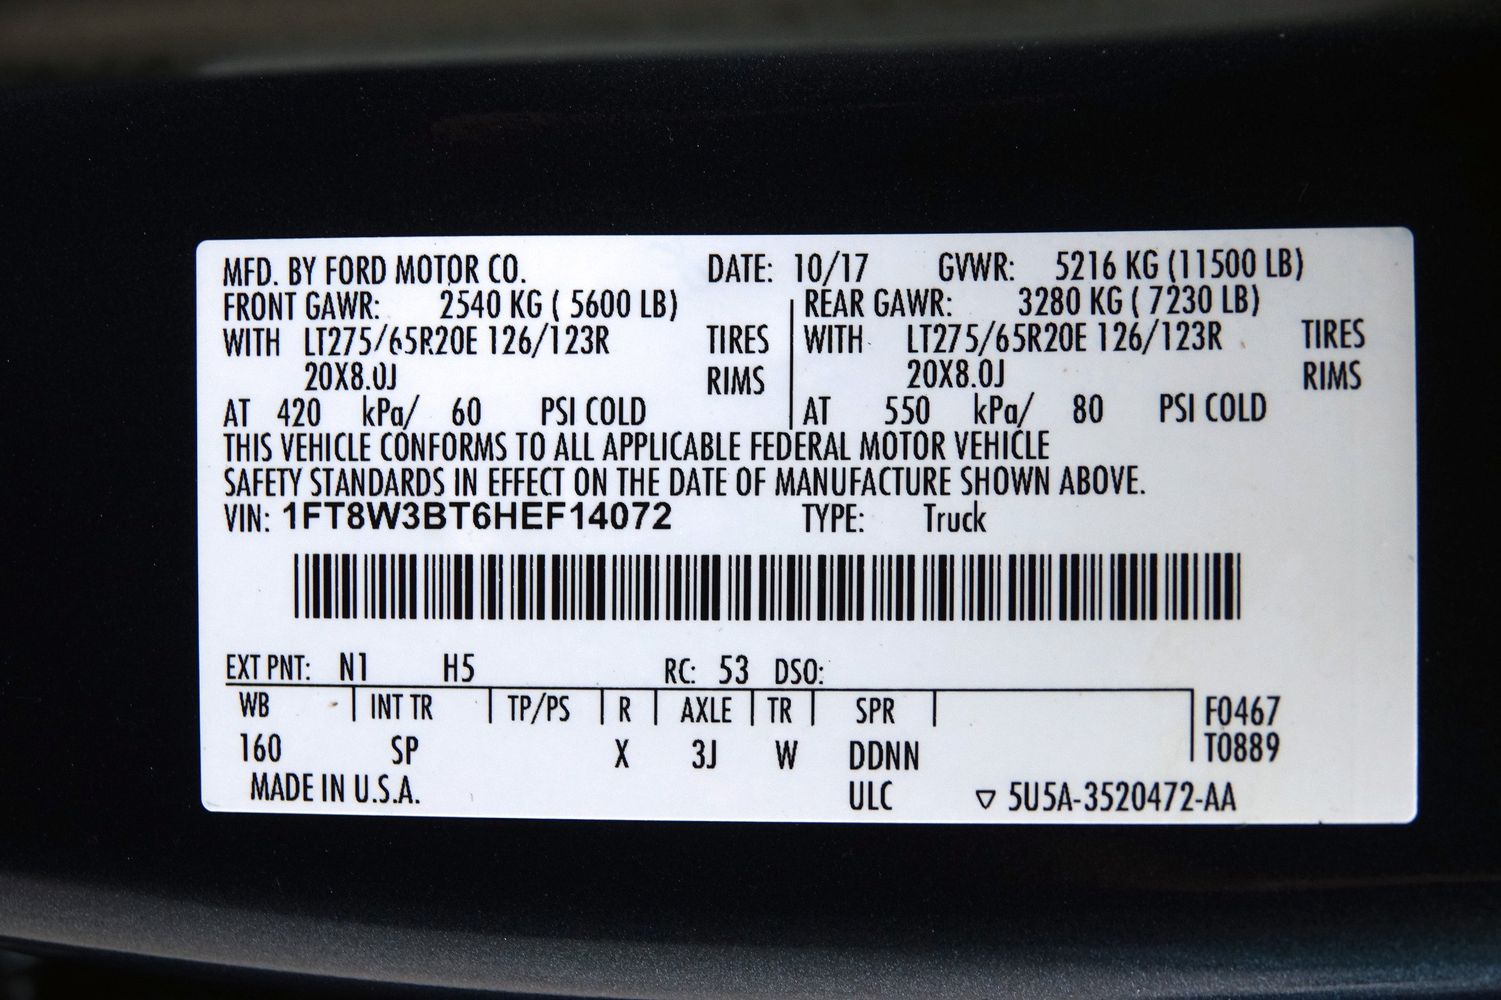 MFD. BY FORD MOTOR CO. DATE: 10/17 GVWR: 5216 KG (11500 LB)
FRONT GAWR: 2540 KG ( 5600 LB) REAR GAWR: 3280 KG ( 7230 LB)
WITH LT275/65R20E 126/123R TIRES WITH LT275/65R20E 126/123R TIRES
20X8.0J RIMS 20X8.0J RIMS
AT 420 kPa/ 60 PSI COLD AT 550 kPa/ 80 PSI COLD
THIS VEHICLE CONFORMS TO ALL APPLICABLE FEDERAL MOTOR VEHICLE
SAFETY STANDARDS IN EFFECT ON THE DATE OF MANUFACTURE SHOWN ABOVE.
VIN: 1FT8W3BT6HEF14072 TYPE: Truck
EXT PNT: N1 H5 RC: 53 DSO:
WB INT TR TP/PS R AXLE TR SPR F0467
160 SP X 3J W DDNN T0889
MADE IN U.S.A. ULC ▽ 5U5A-3520472-AA